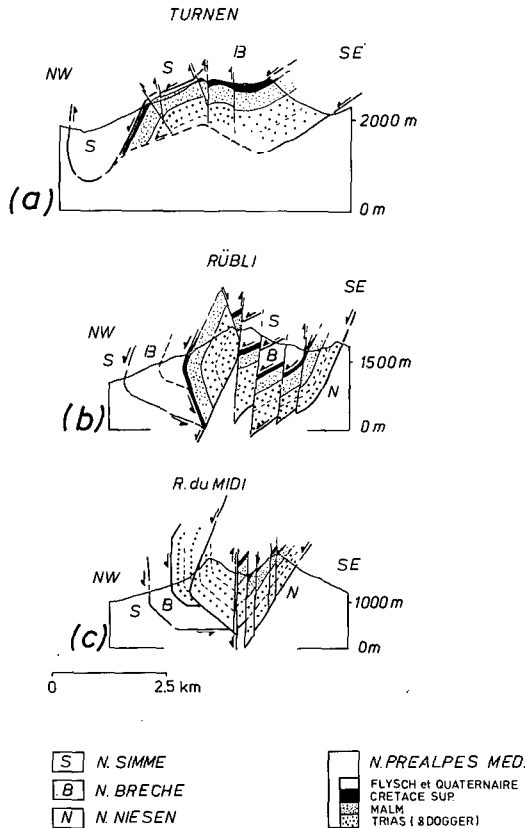 TURNEN
NW
S
B
SE
S
2000 m
(a)
0 m
RÜBLI
NW
SE
S
B
S
B
1500 m
N
(b)
0 m
R. du MIDI
NW
SE
S
B
N
1000 m
(c)
0 m
0 2.5 km
S N. SIMME
B N. BRECHE
N N. NIESEN
N. PREALPES MED.
FLYSCH et QUATERNAIRE
CRETACE SUP.
MALM
TRIAS (&DOGGER)